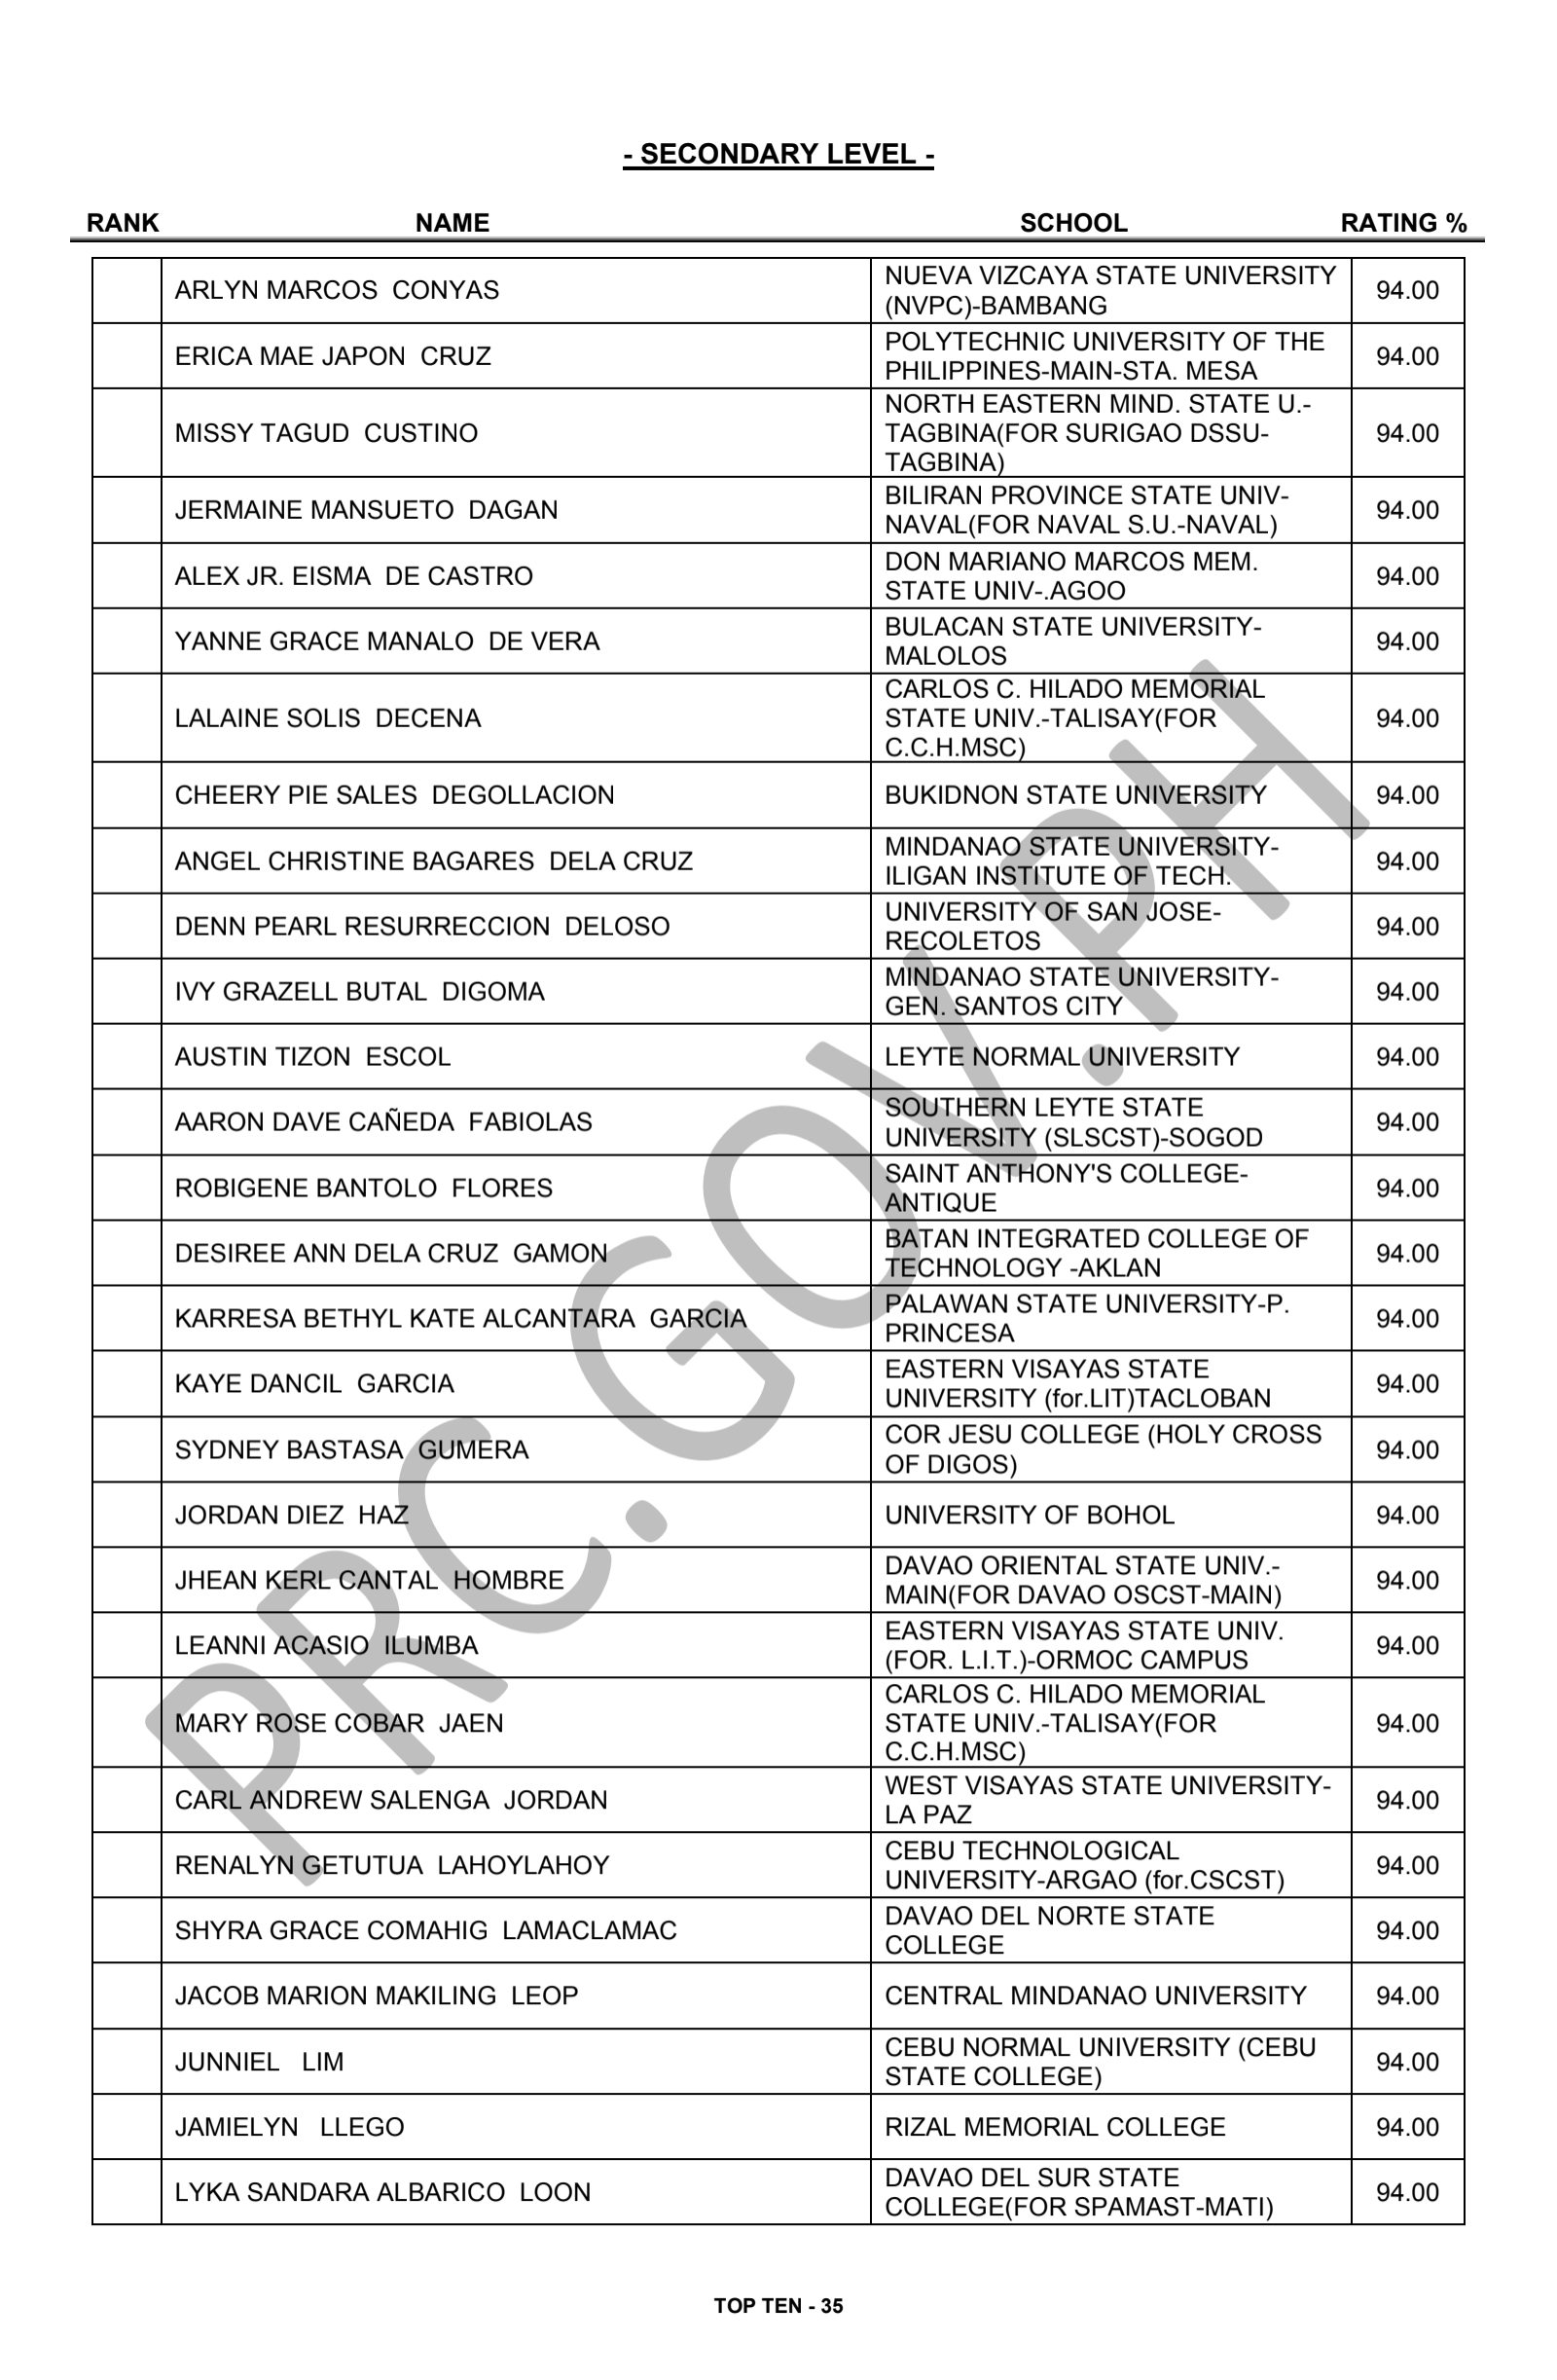 - SECONDARY LEVEL -
RANK NAME SCHOOL RATING %
ARLYN MARCOS  CONYAS
NUEVA VIZCAYA STATE UNIVERSITY
(NVPC)-BAMBANG
94.00
ERICA MAE JAPON  CRUZ
POLYTECHNIC UNIVERSITY OF THE
PHILIPPINES-MAIN-STA. MESA
94.00
MISSY TAGUD  CUSTINO
NORTH EASTERN MIND. STATE U.-
TAGBINA(FOR SURIGAO DSSU-
TAGBINA)
94.00
JERMAINE MANSUETO  DAGAN
BILIRAN PROVINCE STATE UNIV-
NAVAL(FOR NAVAL S.U.-NAVAL)
94.00
ALEX JR. EISMA  DE CASTRO
DON MARIANO MARCOS MEM.
STATE UNIV-.AGOO
94.00
YANNE GRACE MANALO  DE VERA
BULACAN STATE UNIVERSITY-
MALOLOS
94.00
LALAINE SOLIS  DECENA
CARLOS C. HILADO MEMORIAL
STATE UNIV.-TALISAY(FOR
C.C.H.MSC)
94.00
CHEERY PIE SALES  DEGOLLACION
BUKIDNON STATE UNIVERSITY
94.00
ANGEL CHRISTINE BAGARES  DELA CRUZ
MINDANAO STATE UNIVERSITY-
ILIGAN INSTITUTE OF TECH.
94.00
DENN PEARL RESURRECCION  DELOSO
UNIVERSITY OF SAN JOSE-
RECOLETOS
94.00
IVY GRAZELL BUTAL  DIGOMA
MINDANAO STATE UNIVERSITY-
GEN. SANTOS CITY
94.00
AUSTIN TIZON  ESCOL
LEYTE NORMAL UNIVERSITY
94.00
AARON DAVE CAÑEDA  FABIOLAS
SOUTHERN LEYTE STATE
UNIVERSITY (SLSCST)-SOGOD
94.00
ROBIGENE BANTOLO  FLORES
SAINT ANTHONY'S COLLEGE-
ANTIQUE
94.00
DESIREE ANN DELA CRUZ  GAMON
BATAN INTEGRATED COLLEGE OF
TECHNOLOGY -AKLAN
94.00
KARRESA BETHYL KATE ALCANTARA  GARCIA
PALAWAN STATE UNIVERSITY-P.
PRINCESA
94.00
KAYE DANCIL  GARCIA
EASTERN VISAYAS STATE
UNIVERSITY (for.LIT)TACLOBAN
94.00
SYDNEY BASTASA  GUMERA
COR JESU COLLEGE (HOLY CROSS
OF DIGOS)
94.00
JORDAN DIEZ  HAZ
UNIVERSITY OF BOHOL
94.00
JHEAN KERL CANTAL  HOMBRE
DAVAO ORIENTAL STATE UNIV.-
MAIN(FOR DAVAO OSCST-MAIN)
94.00
LEANNI ACASIO  ILUMBA
EASTERN VISAYAS STATE UNIV.
(FOR. L.I.T.)-ORMOC CAMPUS
94.00
MARY ROSE COBAR  JAEN
CARLOS C. HILADO MEMORIAL
STATE UNIV.-TALISAY(FOR
C.C.H.MSC)
94.00
CARL ANDREW SALENGA  JORDAN
WEST VISAYAS STATE UNIVERSITY-
LA PAZ
94.00
RENALYN GETUTUA  LAHOYLAHOY
CEBU TECHNOLOGICAL
UNIVERSITY-ARGAO (for.CSCST)
94.00
SHYRA GRACE COMAHIG  LAMACLAMAC
DAVAO DEL NORTE STATE
COLLEGE
94.00
JACOB MARION MAKILING  LEOP
CENTRAL MINDANAO UNIVERSITY
94.00
JUNNIEL   LIM
CEBU NORMAL UNIVERSITY (CEBU
STATE COLLEGE)
94.00
JAMIELYN   LLEGO
RIZAL MEMORIAL COLLEGE
94.00
LYKA SANDARA ALBARICO  LOON
DAVAO DEL SUR STATE
COLLEGE(FOR SPAMAST-MATI)
94.00
PRC.GOV.PH
TOP TEN - 35